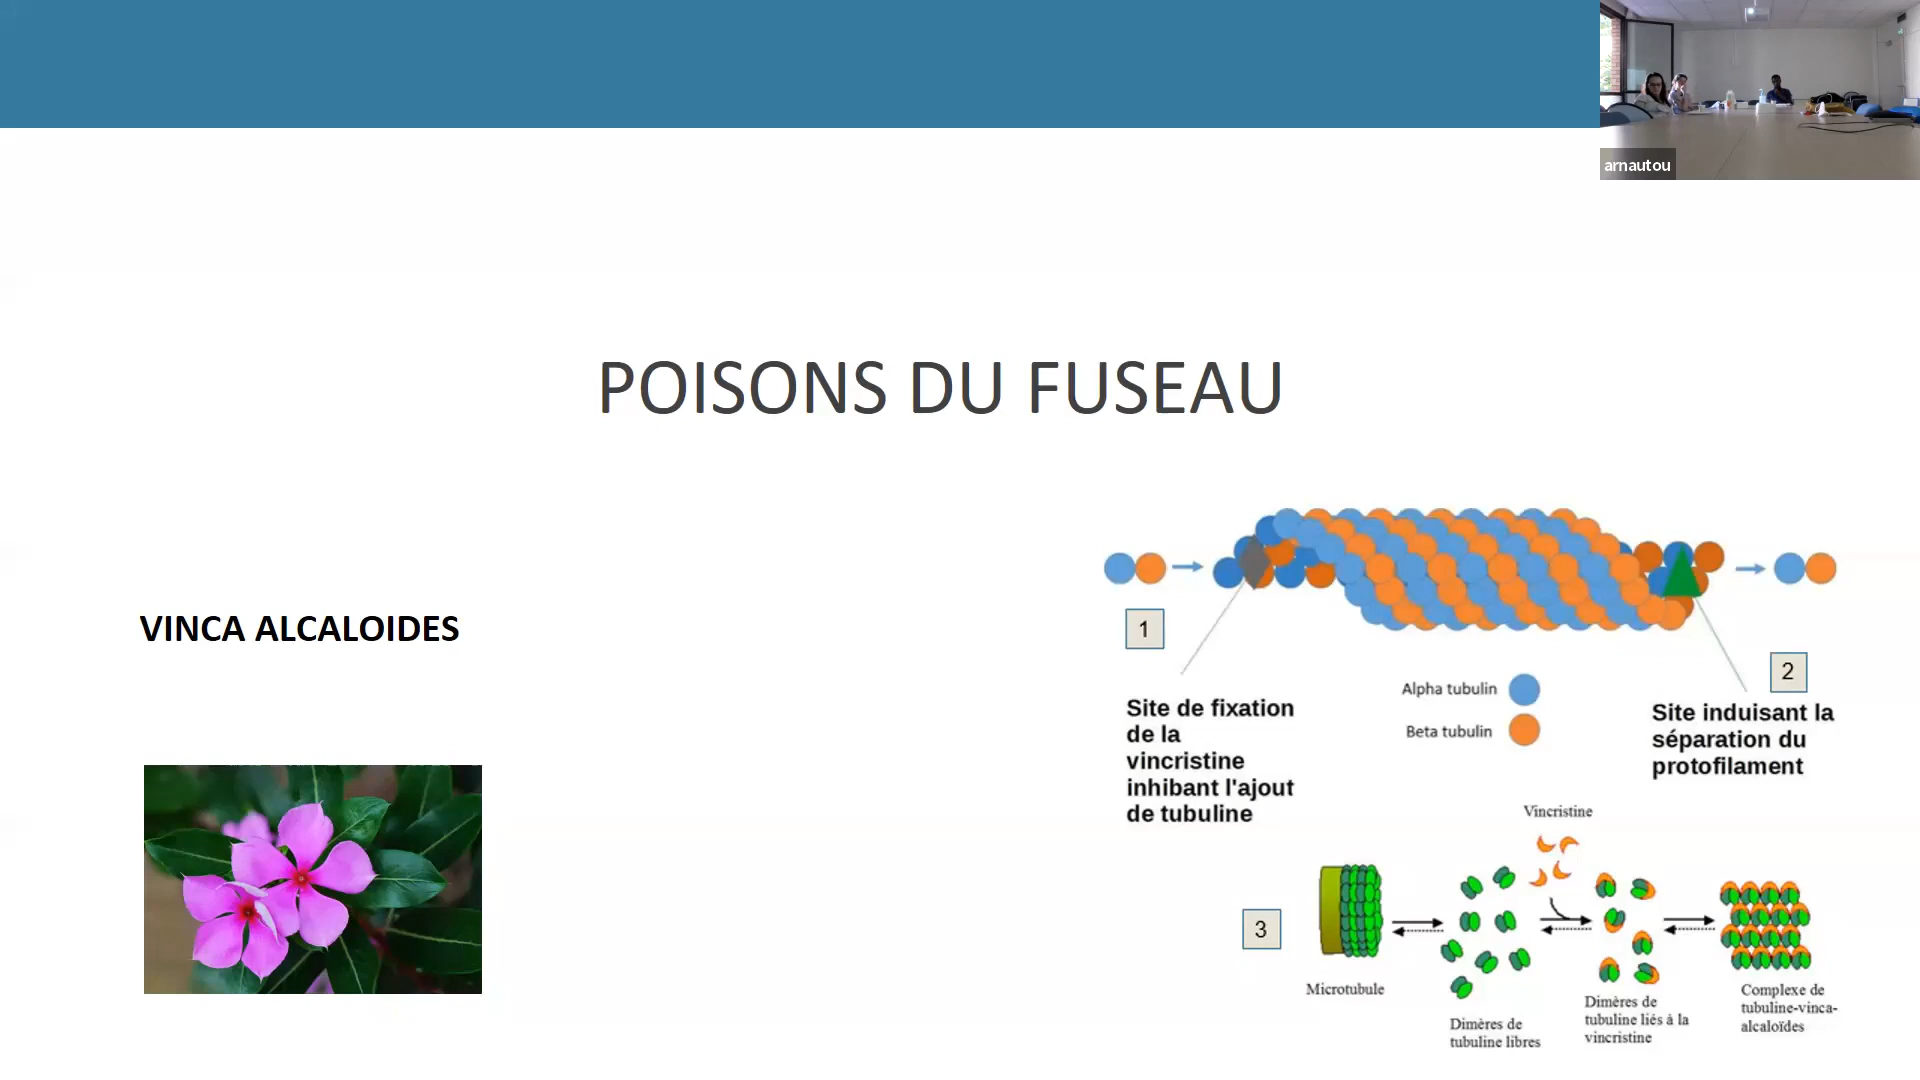 arnautou
POISONS DU FUSEAU
VINCA ALCALOIDES
1
2
Site de fixation
de la
vincristine
inhibant l'ajout
de tubuline
Alpha tubulin
Beta tubulin
Site induisant la
séparation du
protofilament
Vincristine
3
Microtubule
Dimères de
tubuline libres
Dimères de
tubuline liés à la
vincristine
Complexe de
tubuline-vinca-
alcaloïdes